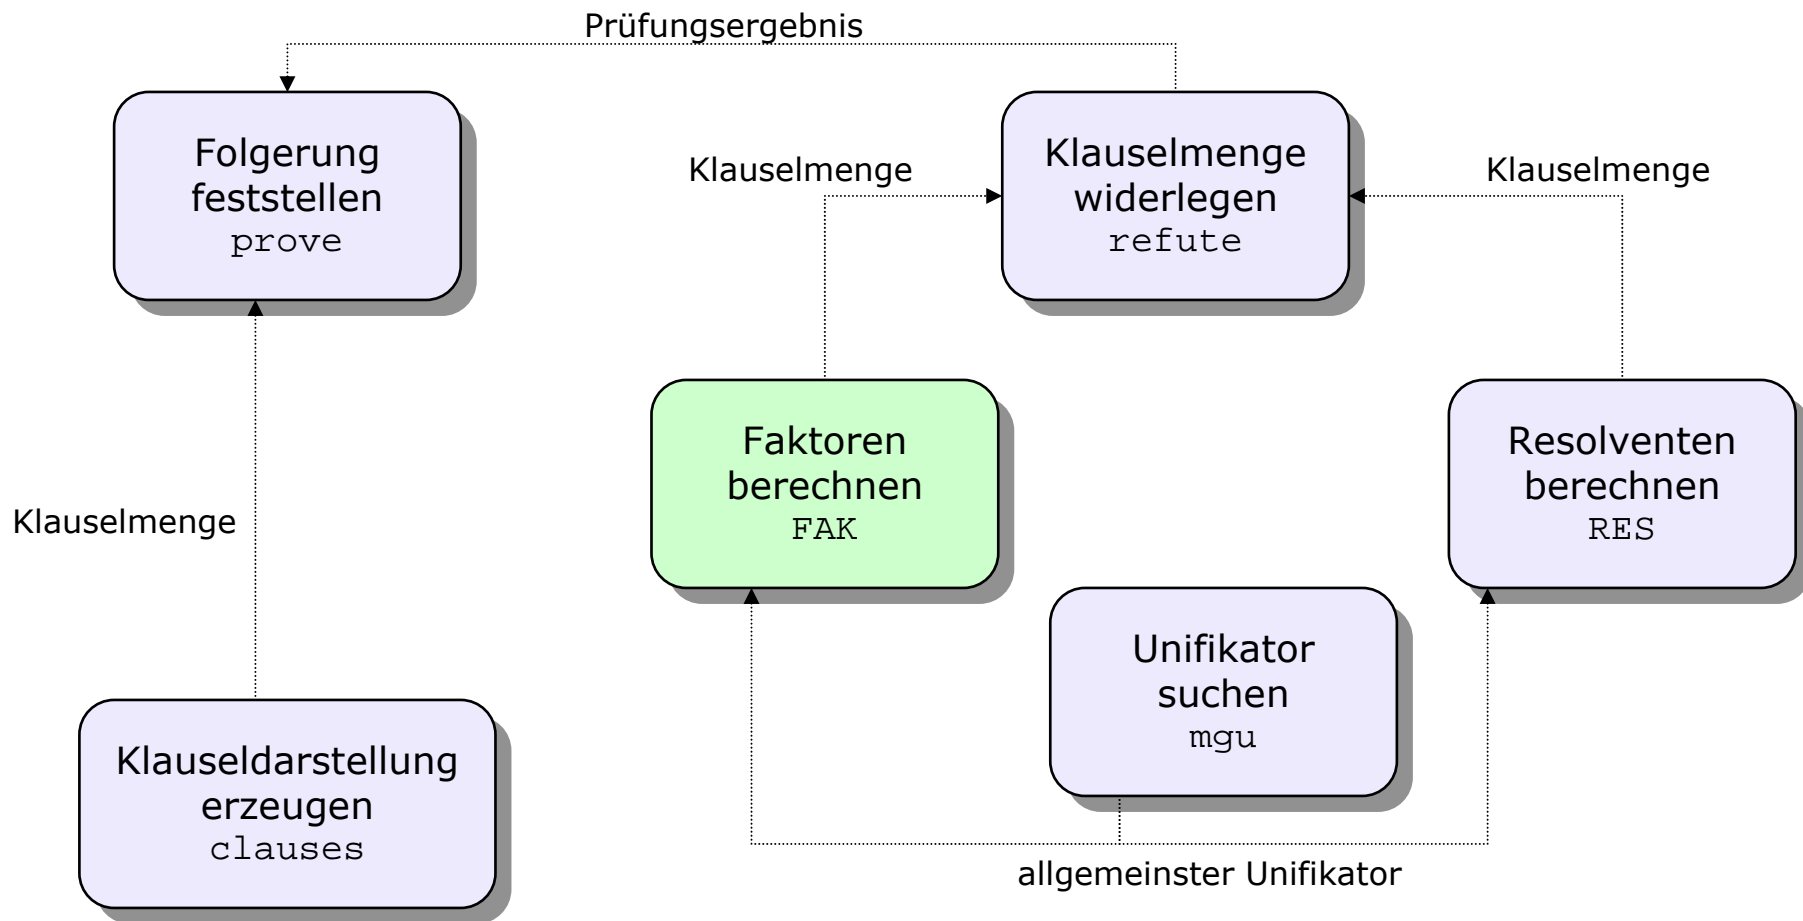 Prüfungsergebnis
Folgerung
feststellen
prove
Klauselmenge
Klauselmenge
widerlegen
refute
Klauselmenge
Faktoren
berechnen
FAK
Resolventen
berechnen
RES
Klauselmenge
Unifikator
suchen
mgu
Klauseldarstellung
erzeugen
clauses
allgemeinster Unifikator